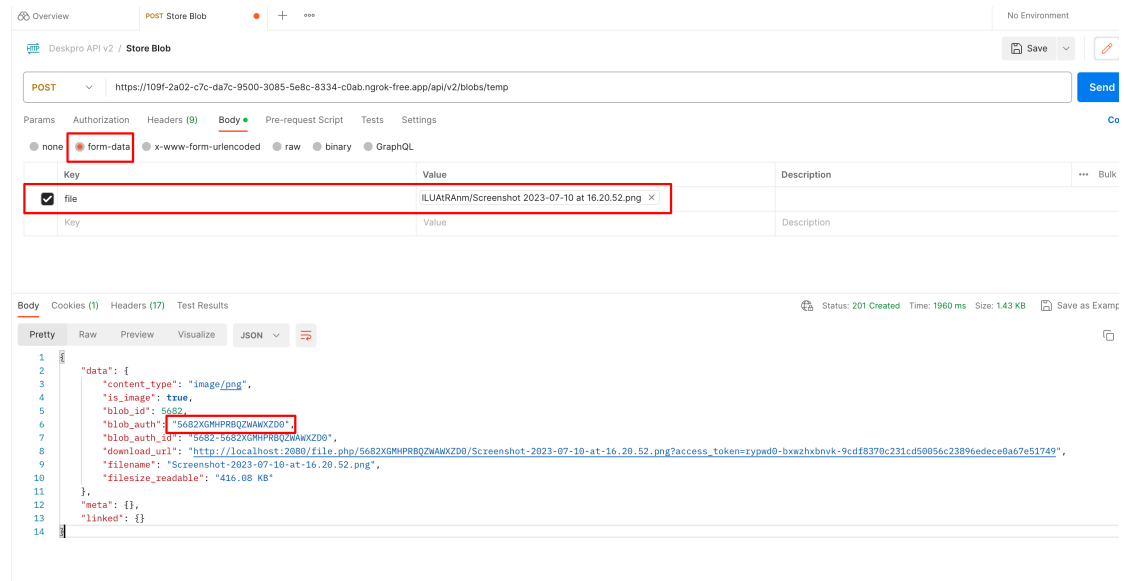 Overview POST Store Blob No Environment
HTTP Deskpro API v2 / Store Blob Save
POST https://109f-2a02-c7c-da7c-9500-3085-5e8c-8334-c0ab.ngrok-free.app/api/v2/blobs/temp Send
Params Authorization Headers (9) Body Pre-request Script Tests Settings Co
none form-data x-www-form-urlencoded raw binary GraphQL
Key Value Description Bulk
file ILUAtRAnm/Screenshot 2023-07-10 at 16.20.52.png
Key Value Description
Body Cookies (1) Headers (17) Test Results Status: 201 Created Time: 1960 ms Size: 1.43 KB Save as Examp
Pretty Raw Preview Visualize JSON
1 {
2 "data": {
3 "content_type": "image/png",
4 "is_image": true,
5 "blob_id": 5682,
6 "blob_auth": "5682XGMHPRBQZWAWXZD0",
7 "blob_auth_id": "5682-5682XGMHPRBQZWAWXZD0",
8 "download_url": "http://localhost:2080/file.php/5682XGMHPRBQZWAWXZD0/Screenshot-2023-07-10-at-16.20.52.png?access_token=rypwd0-bxwzhxbnvk-9cdf8370c231cd50056c23896edece0a67e51749",
9 "filename": "Screenshot-2023-07-10-at-16.20.52.png",
10 "filesize_readable": "416.08 KB"
11 },
12 "meta": {},
13 "linked": {}
14 }